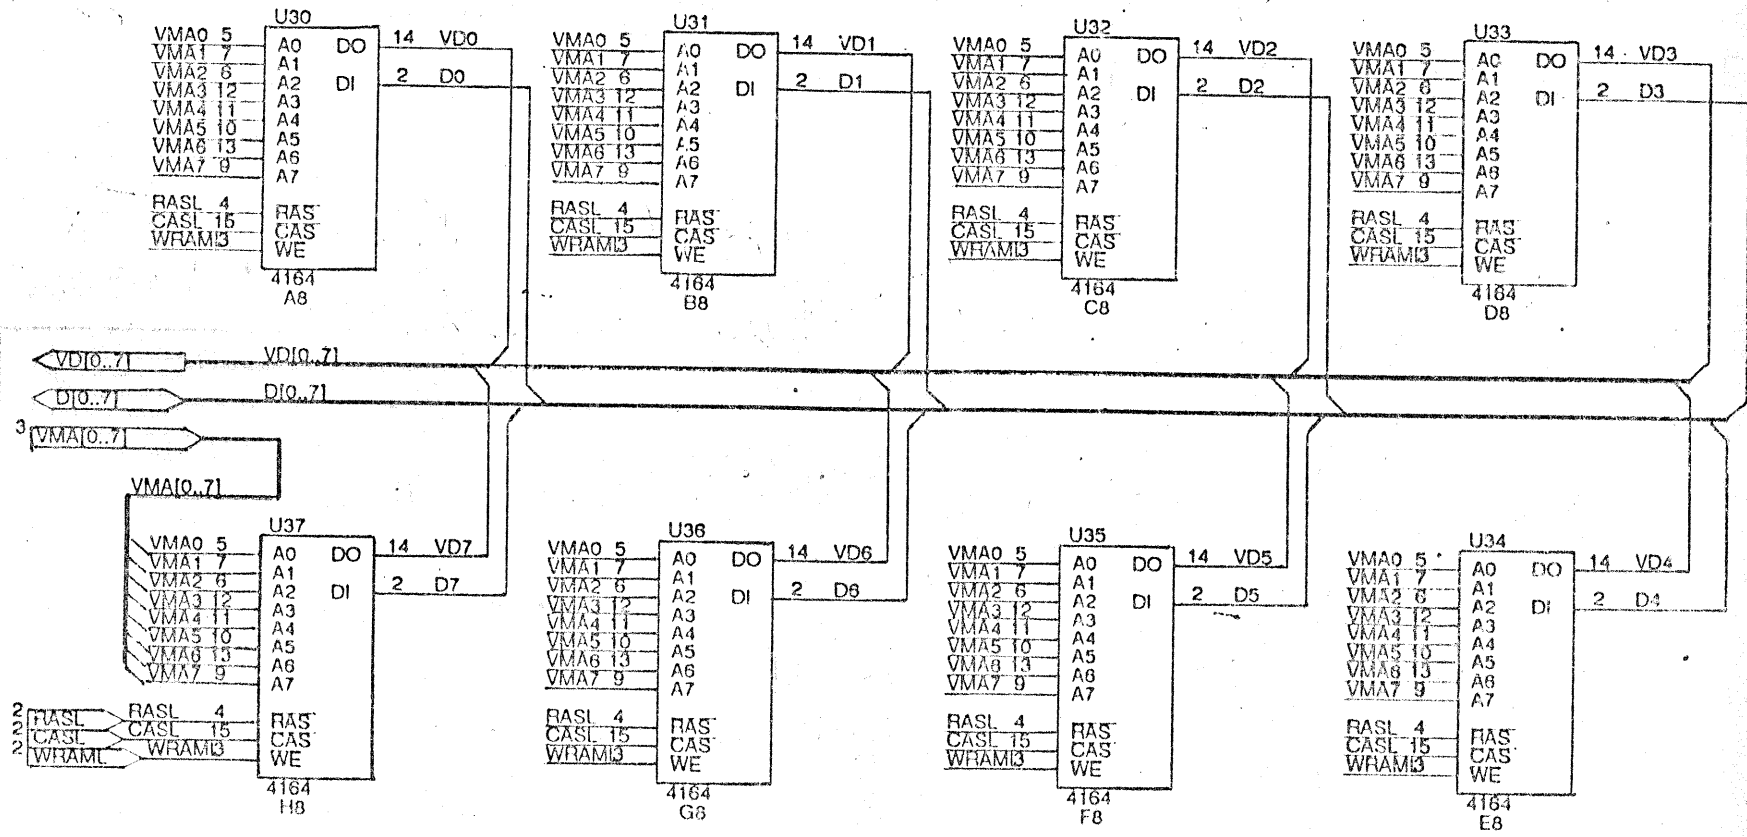 U30
VMA0 5 A0 DO 14 VD0
VMA1 7 A1
VMA2 6 A2 DI 2 D0
VMA3 12 A3
VMA4 11 A4
VMA5 10 A5
VMA6 13 A6
VMA7 9 A7
RASL 4 RAS
CASL 15 CAS
WRAML3 WE
4164
A8
U31
VMA0 5 A0 DO 14 VD1
VMA1 7 A1
VMA2 6 A2 DI 2 D1
VMA3 12 A3
VMA4 11 A4
VMA5 10 A5
VMA6 13 A6
VMA7 9 A7
RASL 4 RAS
CASL 15 CAS
WRAML3 WE
4164
B8
U32
VMA0 5 A0 DO 14 VD2
VMA1 7 A1
VMA2 6 A2 DI 2 D2
VMA3 12 A3
VMA4 11 A4
VMA5 10 A5
VMA6 13 A6
VMA7 9 A7
RASL 4 RAS
CASL 15 CAS
WRAML3 WE
4164
C8
U33
VMA0 5 A0 DO 14 VD3
VMA1 7 A1
VMA2 6 A2 DI 2 D3
VMA3 12 A3
VMA4 11 A4
VMA5 10 A5
VMA6 13 A6
VMA7 9 A7
RASL 4 RAS
CASL 15 CAS
WRAML3 WE
4164
D8
VD[0..7] VD[0..7]
D[0..7] D[0..7]
3 VMA[0..7]
VMA[0..7]
U37
VMA0 5 A0 DO 14 VD7
VMA1 7 A1
VMA2 6 A2 DI 2 D7
VMA3 12 A3
VMA4 11 A4
VMA5 10 A5
VMA6 13 A6
VMA7 9 A7
2 RASL RASL 4 RAS
2 CASL CASL 15 CAS
2 WRAML WRAML3 WE
4164
H8
U36
VMA0 5 A0 DO 14 VD6
VMA1 7 A1
VMA2 6 A2 DI 2 D6
VMA3 12 A3
VMA4 11 A4
VMA5 10 A5
VMA6 13 A6
VMA7 9 A7
RASL 4 RAS
CASL 15 CAS
WRAML3 WE
4164
G8
U35
VMA0 5 A0 DO 14 VD5
VMA1 7 A1
VMA2 6 A2 DI 2 D5
VMA3 12 A3
VMA4 11 A4
VMA5 10 A5
VMA6 13 A6
VMA7 9 A7
RASL 4 RAS
CASL 15 CAS
WRAML3 WE
4164
F8
U34
VMA0 5 A0 DO 14 VD4
VMA1 7 A1
VMA2 6 A2 DI 2 D4
VMA3 12 A3
VMA4 11 A4
VMA5 10 A5
VMA6 13 A6
VMA7 9 A7
RASL 4 RAS
CASL 15 CAS
WRAML3 WE
4164
E8